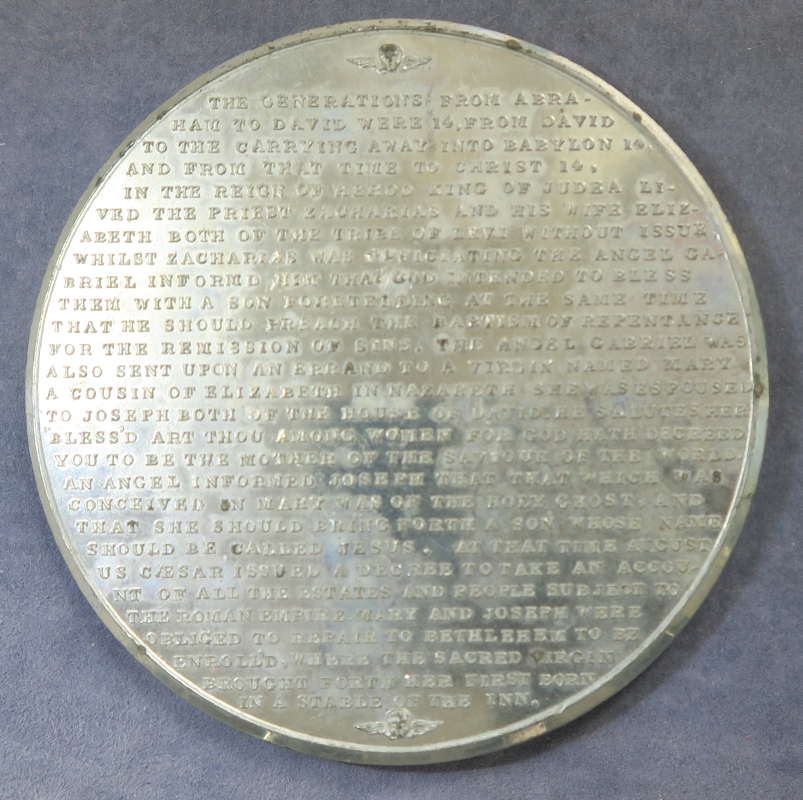 THE GENERATIONS FROM ABRA-
HAM TO DAVID WERE 14, FROM DAVID
TO THE CARRYING AWAY INTO BABYLON 14,
AND FROM THAT TIME TO CHRIST 14,
IN THE REIGN OF HEROD KING OF JUDEA LI-
VED THE PRIEST ZACHARIAS AND HIS WIFE ELIZ-
ABETH BOTH OF THE TRIBE OF LEVI WITHOUT ISSUE
WHILST ZACHARIAS WAS OFFICIATING THE ANGEL GA-
BRIEL INFORMD HIM THAT GOD INTENDED TO BLESS
THEM WITH A SON FORETELLING AT THE SAME TIME
THAT HE SHOULD PREACH THE BAPTISM OF REPENTANCE
FOR THE REMISSION OF SINS. THE ANGEL GABRIEL WAS
ALSO SENT UPON AN ERRAND TO A VIRGIN NAMED MARY
A COUSIN OF ELIZABETH IN NAZARETH SHE WAS ESPOUSED
TO JOSEPH BOTH OF THE HOUSE OF DAVID, HE SALUTES HER
"BLESS'D ART THOU AMONG WOMEN FOR GOD HATH DECREED
YOU TO BE THE MOTHER OF THE SAVIOUR OF THE WORLD"
AN ANGEL INFORMED JOSEPH THAT THAT WHICH WAS
CONCEIVED IN MARY WAS OF THE HOLY GHOST, AND
THAT SHE SHOULD BRING FORTH A SON WHOSE NAME
SHOULD BE CALLED JESUS. AT THAT TIME AUGUST
US CÆSAR ISSUED A DECREE TO TAKE AN ACCOU-
NT OF ALL THE ESTATES AND PEOPLE SUBJECT TO
THE ROMAN EMPIRE. MARY AND JOSEPH WERE
OBLIGED TO REPAIR TO BETHLEHEM TO BE
ENROLL'D, WHERE THE SACRED VIRGIN
BROUGHT FORTH HER FIRST BORN
IN A STABLE OF THE INN.